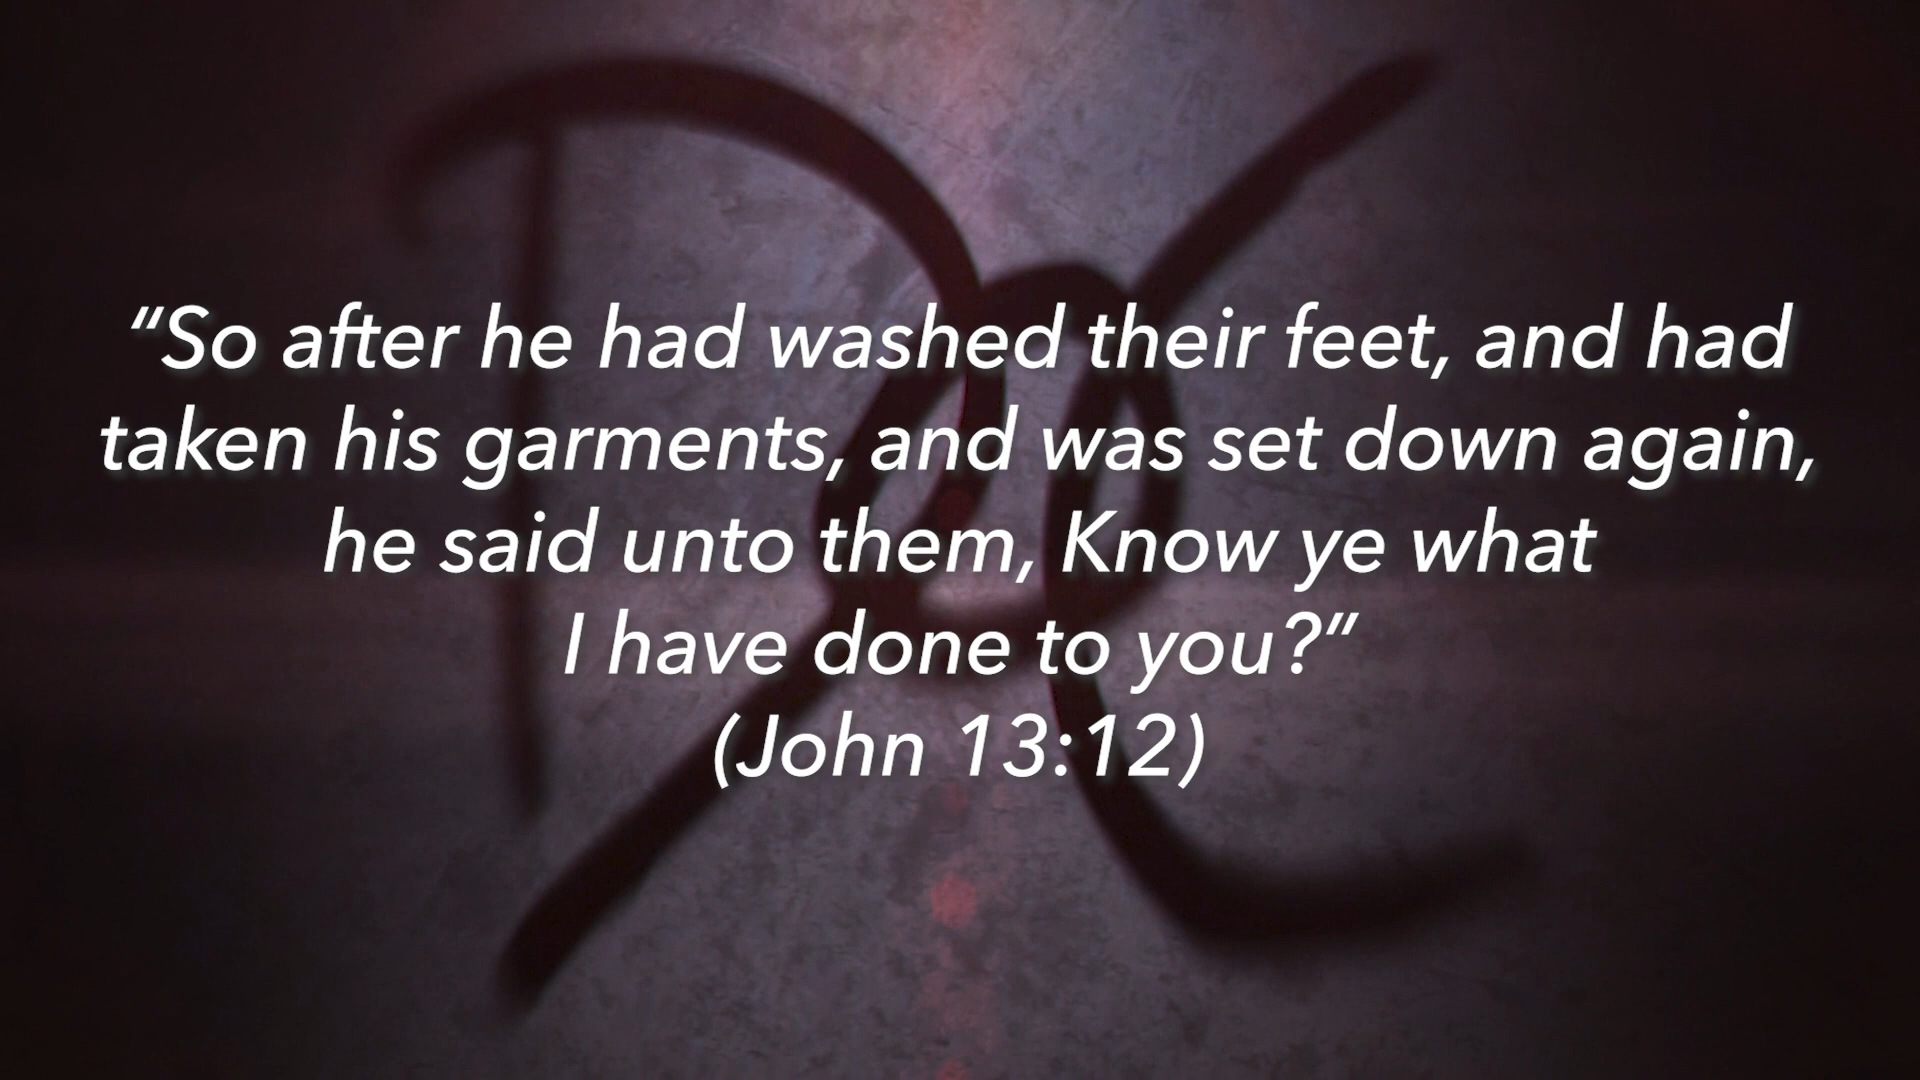 “So after he had washed their feet, and had
taken his garments, and was set down again,
he said unto them, Know ye what
I have done to you?”
(John 13:12)